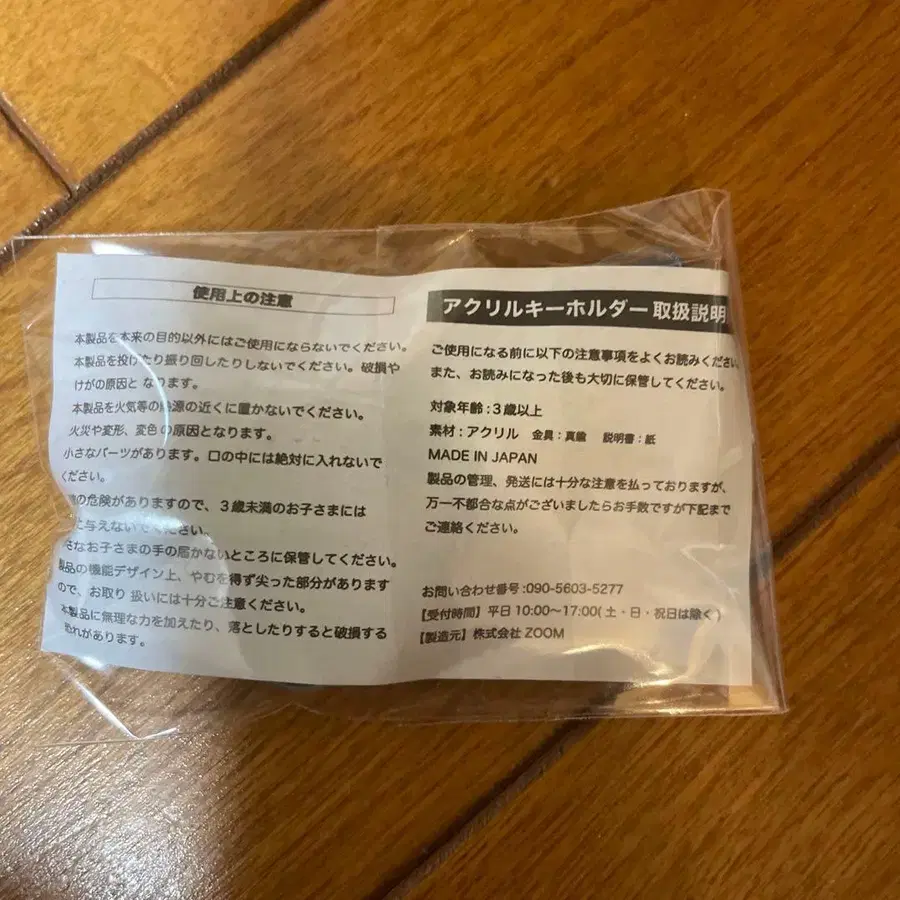 使用上の注意
本製品を本来の目的以外にはご使用にならないでください。
本製品を投げたり振り回したりしないでください。破損や
けがの原因と なります。
本製品を火気等の熱源の近くに置かないでください。
火災や変形、変色の原因となります。
小さなパーツがあります。口の中には絶対に入れないで
ください。
の危険がありますので、３歳未満のお子さまには
与えないでください。
さなお子さまの手の届かないところに保管してください。
製品の機能デザイン上、やむを得ず尖った部分があります
ので、お取り 扱いには十分ご注意ください。
本製品に無理な力を加えたり、落としたりすると破損する
恐れがあります。
アクリルキーホルダー 取扱説明
ご使用になる前に以下の注意事項をよくお読みください
また、お読みになった後も大切に保管してください。
対象年齢 : 3 歳以上
素材 : アクリル 金具 : 真鍮 説明書 : 紙
MADE IN JAPAN
製品の管理、発送には十分な注意を払っておりますが、
万一不都合な点がございましたらお手数ですが下記まで
ご連絡ください。
お問い合わせ番号 :090-5603-5277
【受付時間】平日 10:00〜17:00( 土・日・祝日は除く )
【製造元】株式会社 ZOOM